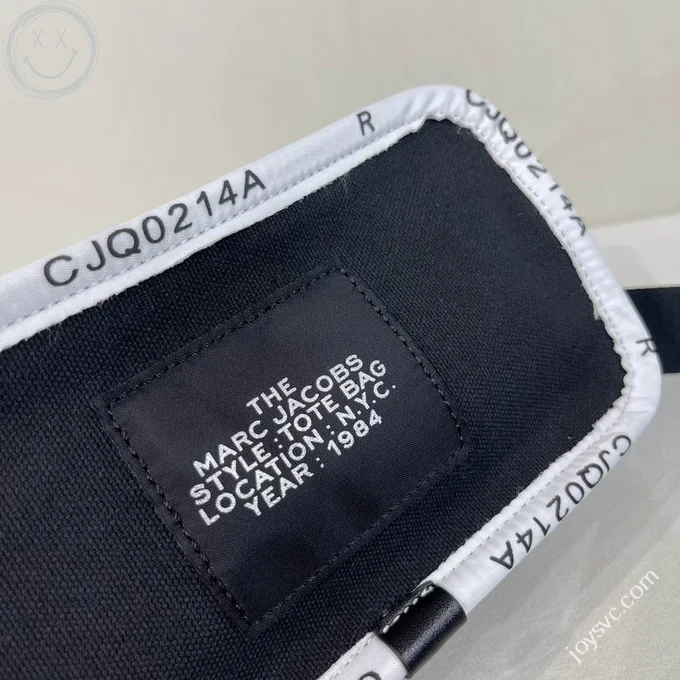 R
CJQ0214A
CJQ0214A
THE
MARC JACOBS
STYLE : TOTE BAG
LOCATION : N.Y.C.
YEAR : 1984
R
CJQ0214A
R
joysvc.com